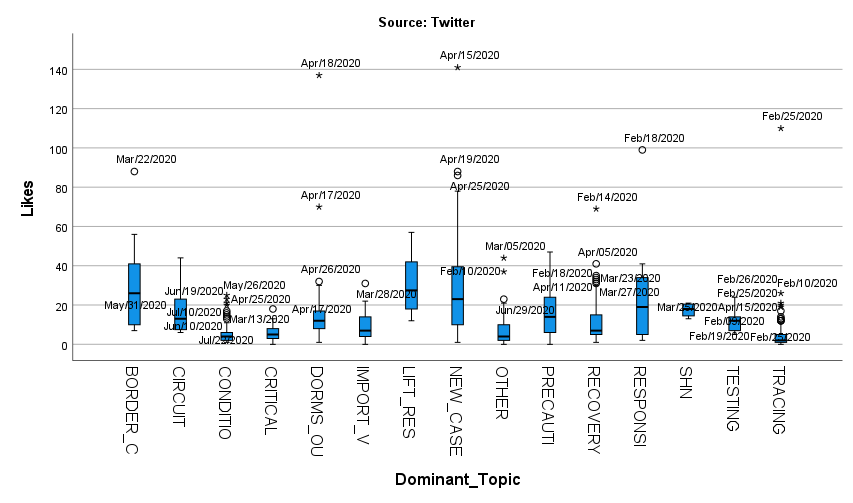 Source: Twitter
Likes
140
120
100
80
60
40
20
0
Mar/22/2020
May/31/2020
Jun/19/2020
Jul/10/2020
Jun/10/2020
May/26/2020
Apr/25/2020
Mar/13/2020
Apr/18/2020
Apr/17/2020
Apr/26/2020
Apr/17/2020
Mar/28/2020
Apr/15/2020
Apr/19/2020
Apr/25/2020
Feb/10/2020
Mar/05/2020
Jun/29/2020
Feb/18/2020
Apr/11/2020
Feb/14/2020
Apr/05/2020
Mar/23/2020
Mar/27/2020
Feb/18/2020
Feb/26/2020
Feb/25/2020
Apr/15/2020
Feb/19/2020
Feb/25/2020
Feb/10/2020
BORDER_C
CIRCUIT
CONDITIO
CRITICAL
DORMS_OU
IMPORT_V
LIFT_RES
NEW_CASE
OTHER
PRECAUTI
RECOVERY
RESPONSI
SHN
TESTING
TRACING
Dominant_Topic